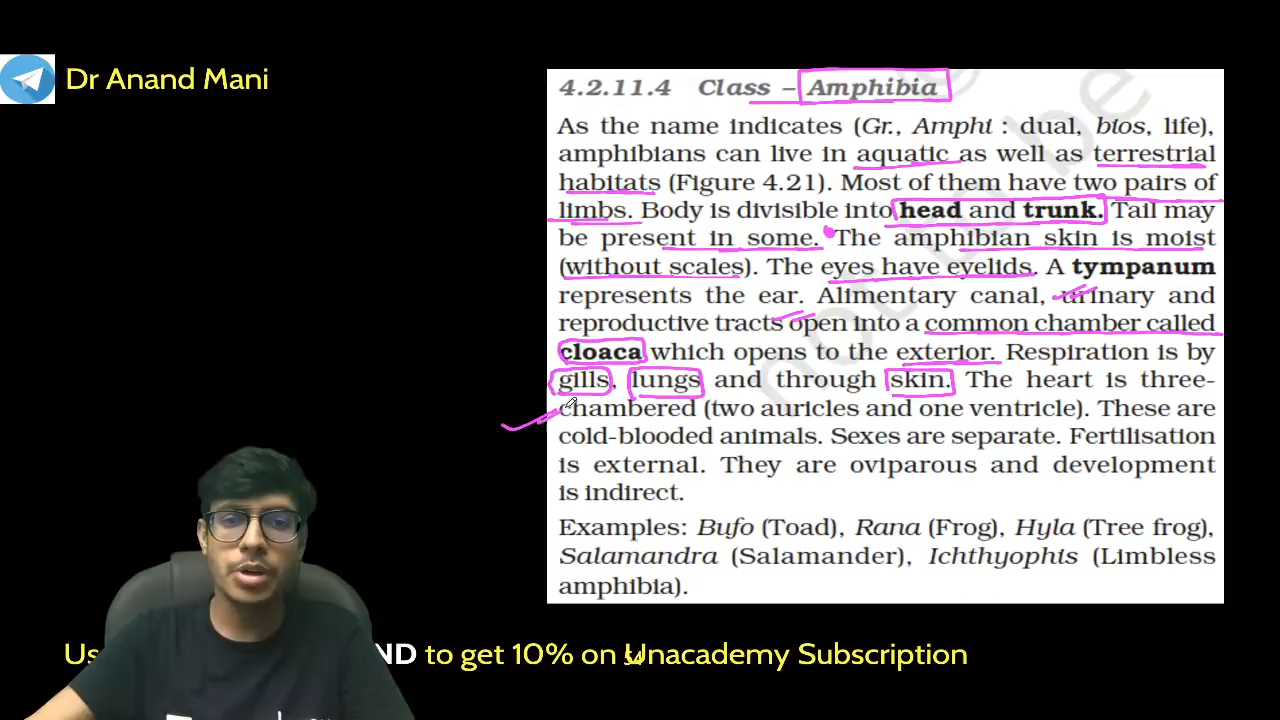 Dr Anand Mani
4.2.11.4 Class – Amphibia
As the name indicates (Gr., Amphi : dual, bios, life),
amphibians can live in aquatic as well as terrestrial
habitats (Figure 4.21). Most of them have two pairs of
limbs. Body is divisible into head and trunk. Tail may
be present in some. The amphibian skin is moist
(without scales). The eyes have eyelids. A tympanum
represents the ear. Alimentary canal, urinary and
reproductive tracts open into a common chamber called
cloaca which opens to the exterior. Respiration is by
gills, lungs and through skin. The heart is three-
chambered (two auricles and one ventricle). These are
cold-blooded animals. Sexes are separate. Fertilisation
is external. They are oviparous and development
is indirect.
Examples: Bufo (Toad), Rana (Frog), Hyla (Tree frog),
Salamandra (Salamander), Ichthyophis (Limbless
amphibia).
not to be
to get 10% on Unacademy Subscription
54